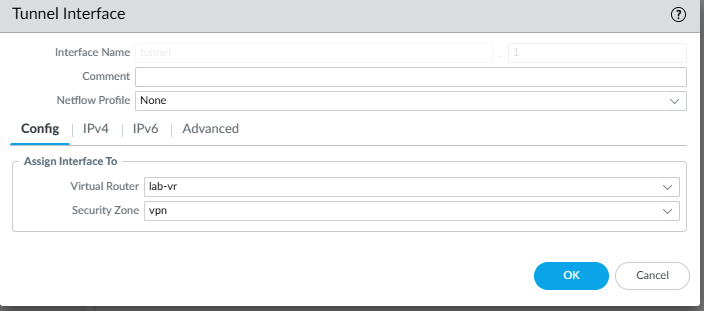 Tunnel Interface ?
Interface Name tunnel . 1
Comment
Netflow Profile None
Config | IPv4 | IPv6 | Advanced
Assign Interface To
Virtual Router lab-vr
Security Zone vpn
OK Cancel